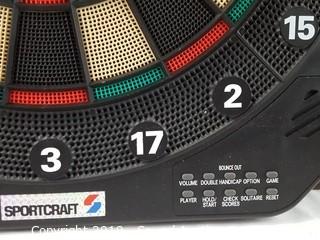 15
2
17
3
BOUNCE OUT
VOLUME DOUBLE HANDICAP OPTION GAME
PLAYER HOLD/START CHECK SCORES SOLITAIRE RESET
SPORTCRAFT